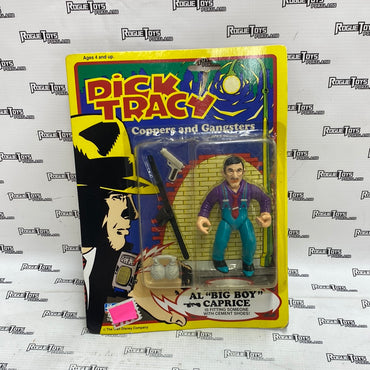 Ages 4 and up.
DICK
TRACY
Coppers and Gangsters
AL "BIG BOY"
CAPRICE
IS FITTING SOMEONE
WITH CEMENT SHOES!
© The Walt Disney Company
ROGUE TOYS
PORTLAND